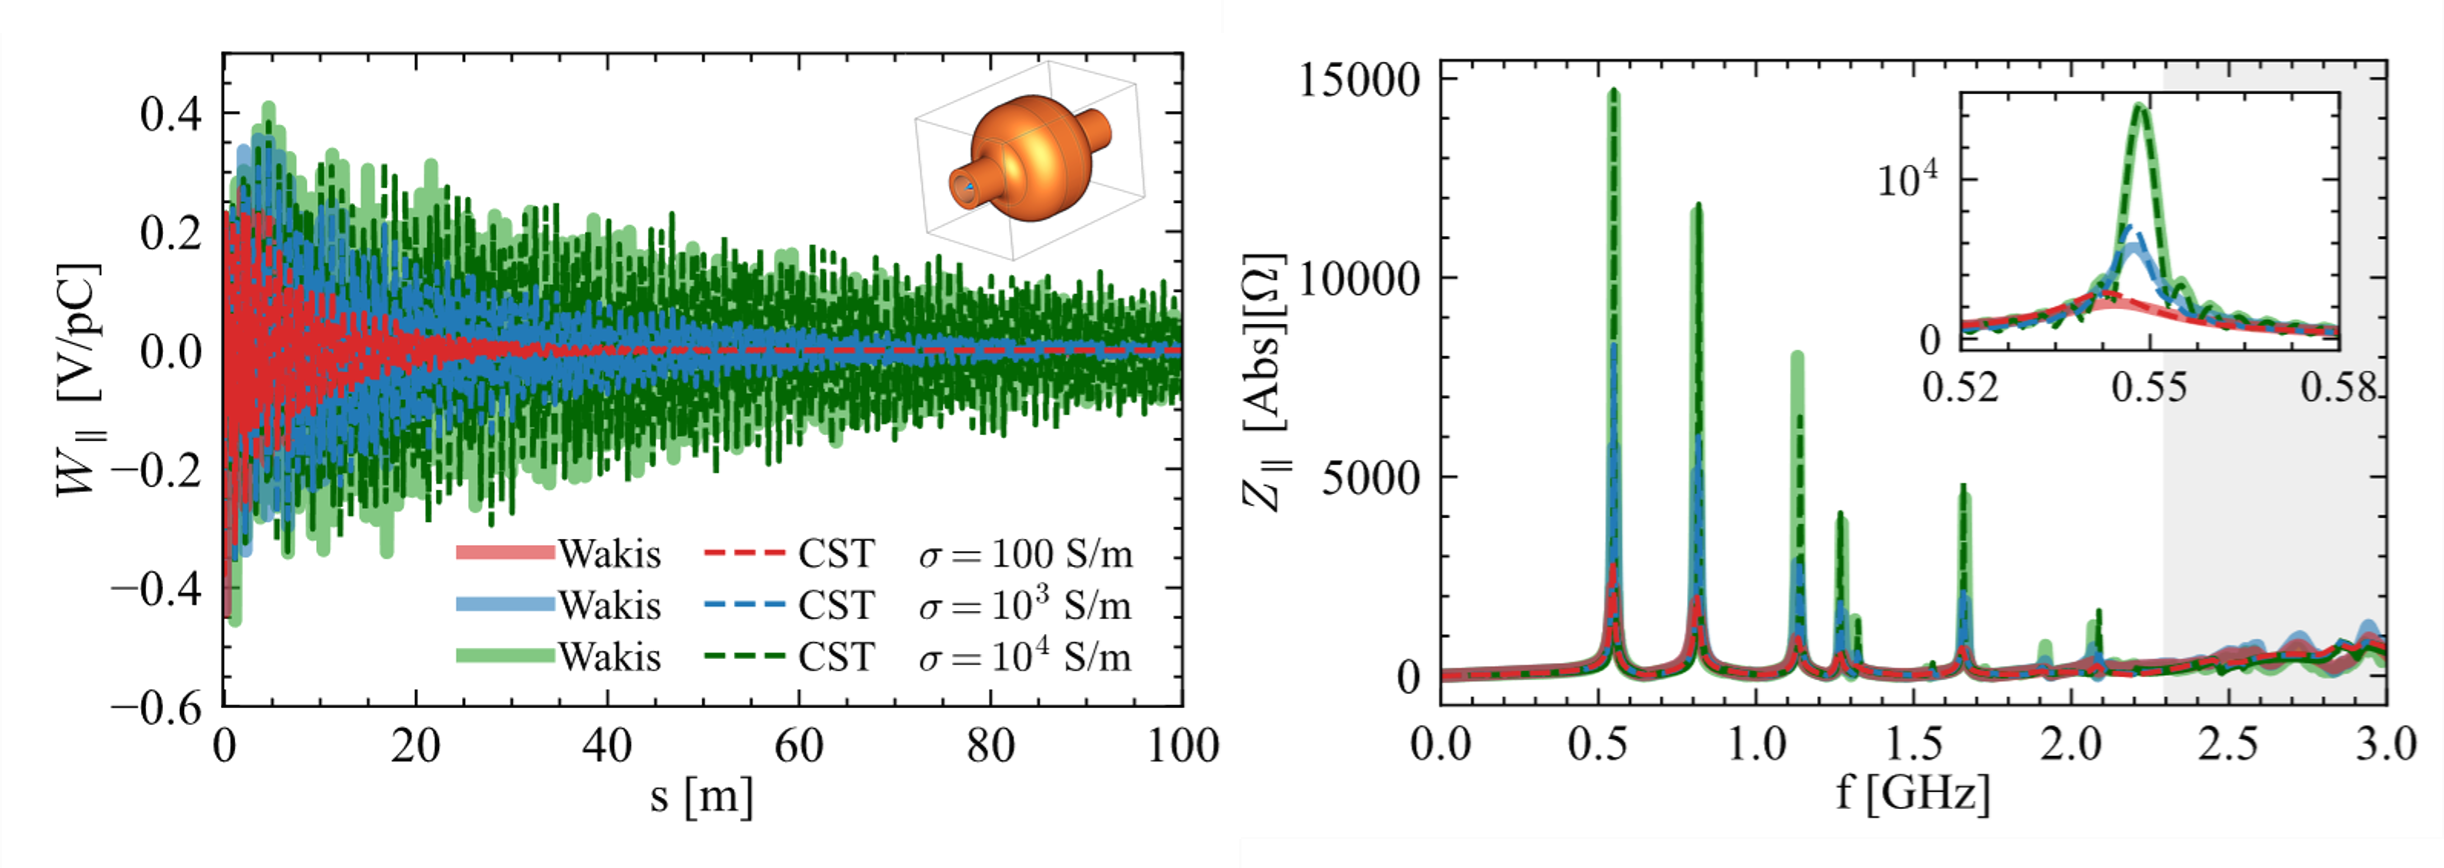 0.4
0.2
0.0
−0.2
−0.4
−0.6
W∥ [V/pC]
0 20 40 60 80 100
s [m]
Wakis CST σ = 100 S/m
Wakis CST σ = 10³ S/m
Wakis CST σ = 10⁴ S/m
15000
10000
5000
0
Z∥ [Abs][Ω]
0.0 0.5 1.0 1.5 2.0 2.5 3.0
f [GHz]
10⁴
0
0.52 0.55 0.58